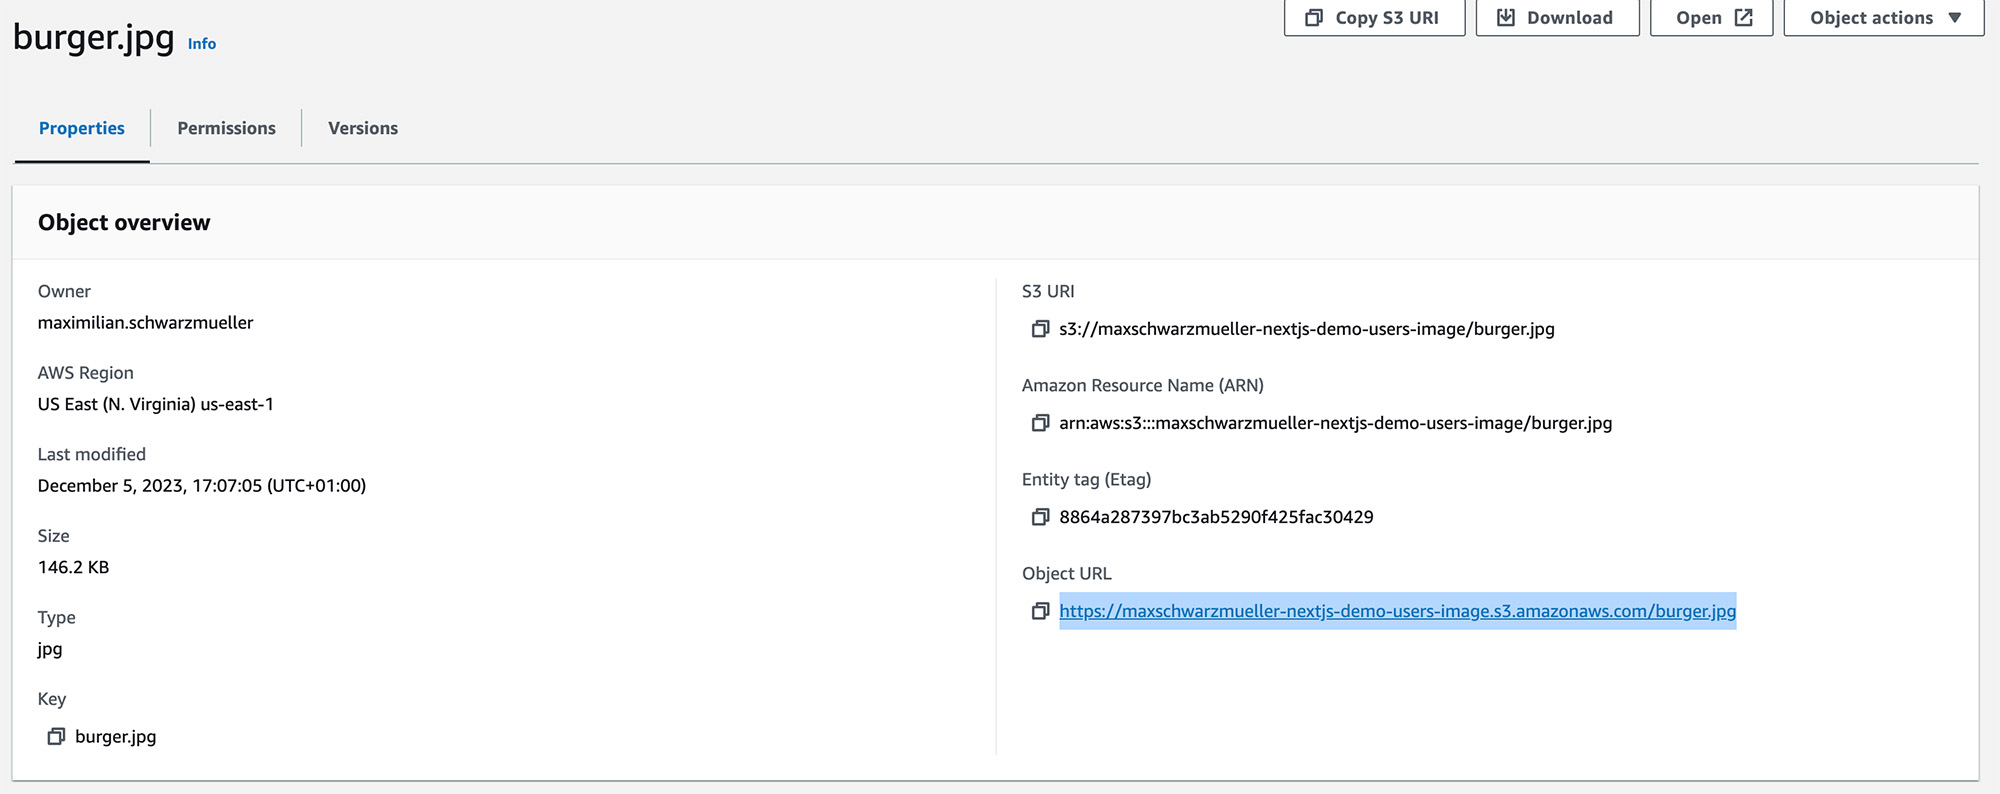 burger.jpg Info
Copy S3 URI
Download
Open
Object actions
Properties
Permissions
Versions
Object overview
Owner
maximilian.schwarzmueller
AWS Region
US East (N. Virginia) us-east-1
Last modified
December 5, 2023, 17:07:05 (UTC+01:00)
Size
146.2 KB
Type
jpg
Key
burger.jpg
S3 URI
s3://maxschwarzmueller-nextjs-demo-users-image/burger.jpg
Amazon Resource Name (ARN)
arn:aws:s3:::maxschwarzmueller-nextjs-demo-users-image/burger.jpg
Entity tag (Etag)
8864a287397bc3ab5290f425fac30429
Object URL
https://maxschwarzmueller-nextjs-demo-users-image.s3.amazonaws.com/burger.jpg